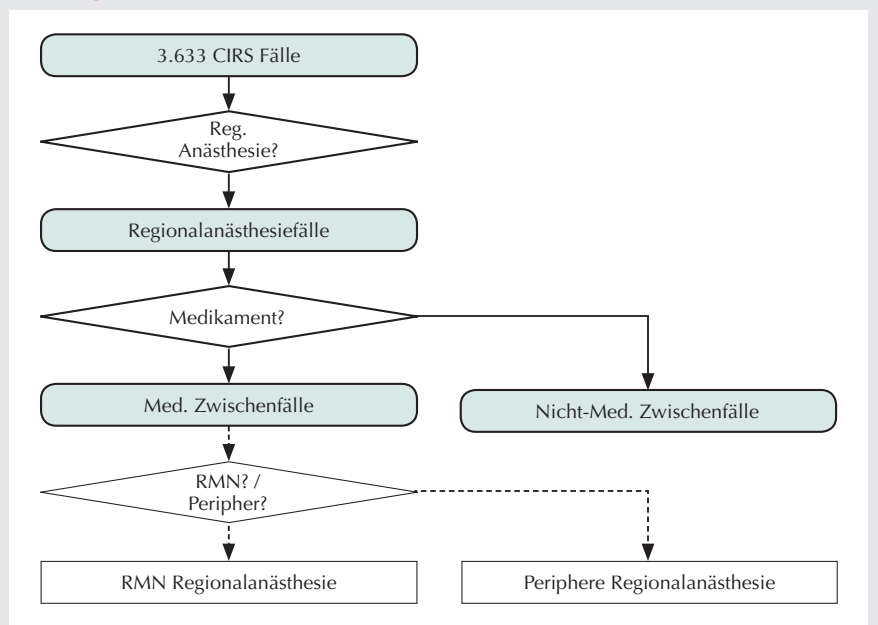 3.633 CIRS Fälle
Reg.
Anästhesie?
Regionalanästhesiefälle
Medikament?
Med. Zwischenfälle
Nicht-Med. Zwischenfälle
RMN? /
Peripher?
RMN Regionalanästhesie
Periphere Regionalanästhesie